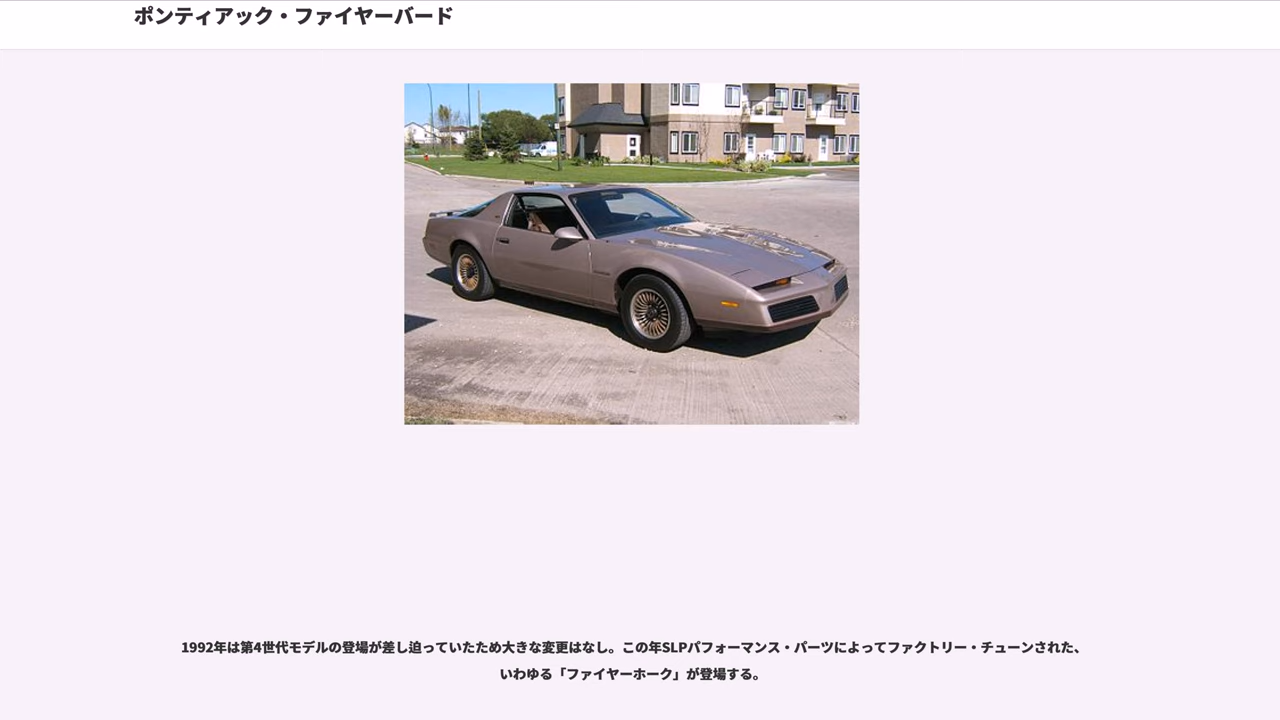 ポンティアック・ファイヤーバード
1992年は第4世代モデルの登場が差し迫っていたため大きな変更はなし。この年SLPパフォーマンス・パーツによってファクトリー・チューンされた、
いわゆる「ファイヤーホーク」が登場する。